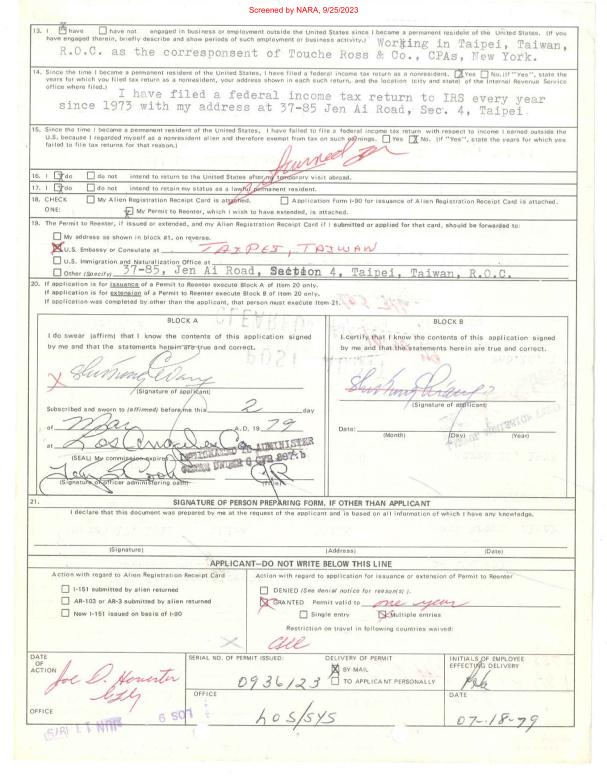 Screened by NARA, 9/25/2023
13. I ☒ have ☐ have not engaged in business or employment outside the United States since I became a permanent resident of the United States. (If you
have engaged therein, briefly describe and show periods of such employment or business activity.) Working in Taipei, Taiwan,
R.O.C. as the corresponsent of Touche Ross & Co., CPAs, New York.
14. Since the time I became a permanent resident of the United States, I have filed a federal income tax return as a nonresident. ☒ Yes ☐ No. (If "Yes", state the
years for which you filed tax return as a nonresident, your address shown in each such return, and the location (city and state) of the Internal Revenue Service
office where filed.)
I have filed a federal income tax return to IRS every year
since 1973 with my address at 37-85 Jen Ai Road, Sec. 4, Taipei
15. Since the time I became a permanent resident of the United States, I have failed to file a federal income tax return with respect to income I earned outside the
U.S. because I regarded myself as a nonresident alien and therefore exempt from tax on such earnings. ☐ Yes ☒ No. (If "Yes", state the years for which you
failed to file tax returns for that reason.)
16. I ☒ do ☐ do not intend to return to the United States after my temporary visit abroad.
17. I ☒ do ☐ do not intend to retain my status as a lawful permanent resident.
18. CHECK ☐ My Alien Registration Receipt Card is attached. ☐ Application Form I-90 for issuance of Alien Registration Receipt Card is attached.
ONE: ☒ My Permit to Reenter, which I wish to have extended, is attached.
19. The Permit to Reenter, if issued or extended, and my Alien Registration Receipt Card if I submitted or applied for that card, should be forwarded to:
☐ My address as shown in block #1, on reverse.
☒ U.S. Embassy or Consulate at TAIPEI, TAIWAN
☐ U.S. Immigration and Naturalization Office at
☐ Other (Specify) 37-85, Jen Ai Road, Section 4, Taipei, Taiwan, R.O.C.
20. If application is for issuance of a Permit to Reenter execute Block A of Item 20 only.
If application is for extension of a Permit to Reenter execute Block B of Item 20 only.
If application was completed by other than the applicant, that person must execute Item 21.
BLOCK A
I do swear (affirm) that I know the contents of this application signed
by me and that the statements herein are true and correct.
(Signature of applicant)
Subscribed and sworn to (affirmed) before me this 2 day
of May A.D. 1979
at Los Angeles Ca
(SEAL) My commission expires
DESIGNATED TO ADMINISTER
OATHS UNDER 8 CFR 287.5
(Signature of officer administering oath) (Title)
BLOCK B
I certify that I know the contents of this application signed
by me and that the statements herein are true and correct.
(Signature of applicant)
Date:
(Month) (Day) (Year)
21. SIGNATURE OF PERSON PREPARING FORM, IF OTHER THAN APPLICANT
I declare that this document was prepared by me at the request of the applicant and is based on all information of which I have any knowledge.
(Signature) (Address) (Date)
APPLICANT—DO NOT WRITE BELOW THIS LINE
Action with regard to Alien Registration Receipt Card
☐ I-151 submitted by alien returned
☐ AR-103 or AR-3 submitted by alien returned
☐ New I-151 issued on basis of I-90
Action with regard to application for issuance or extension of Permit to Reenter
☐ DENIED (See denial notice for reason(s).)
☒ GRANTED Permit valid to one year
☐ Single entry ☒ Multiple entries
Restriction on travel in following countries waived:
DATE
OF
ACTION
OFFICE
SERIAL NO. OF PERMIT ISSUED:
0936123
DELIVERY OF PERMIT
☒ BY MAIL
☐ TO APPLICANT PERSONALLY
INITIALS OF EMPLOYEE
EFFECTING DELIVERY
OFFICE
LOS/SYS
DATE
07-18-79
LOS 9